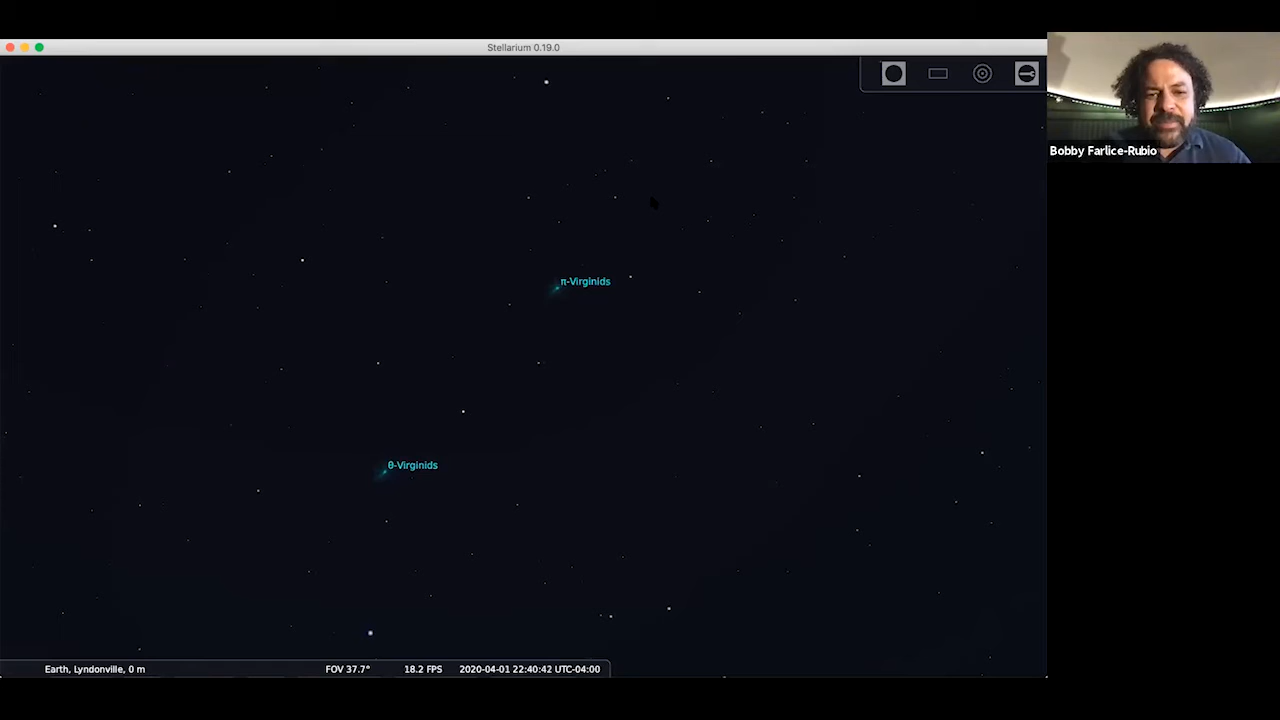 Stellarium 0.19.0
Bobby Farlice-Rubio
π-Virginids
θ-Virginids
Earth, Lyndonville, 0 m
FOV 37.7°
18.2 FPS
2020-04-01 22:40:42 UTC-04:00